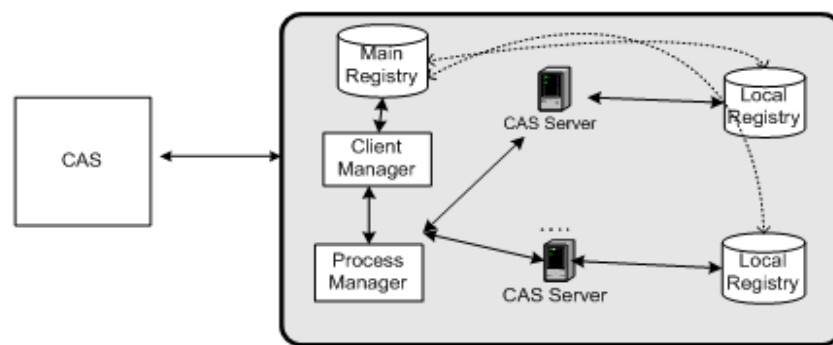 Main
Registry
Local
Registry
CAS Server
CAS
Client
Manager
....
Process
Manager
CAS Server
Local
Registry